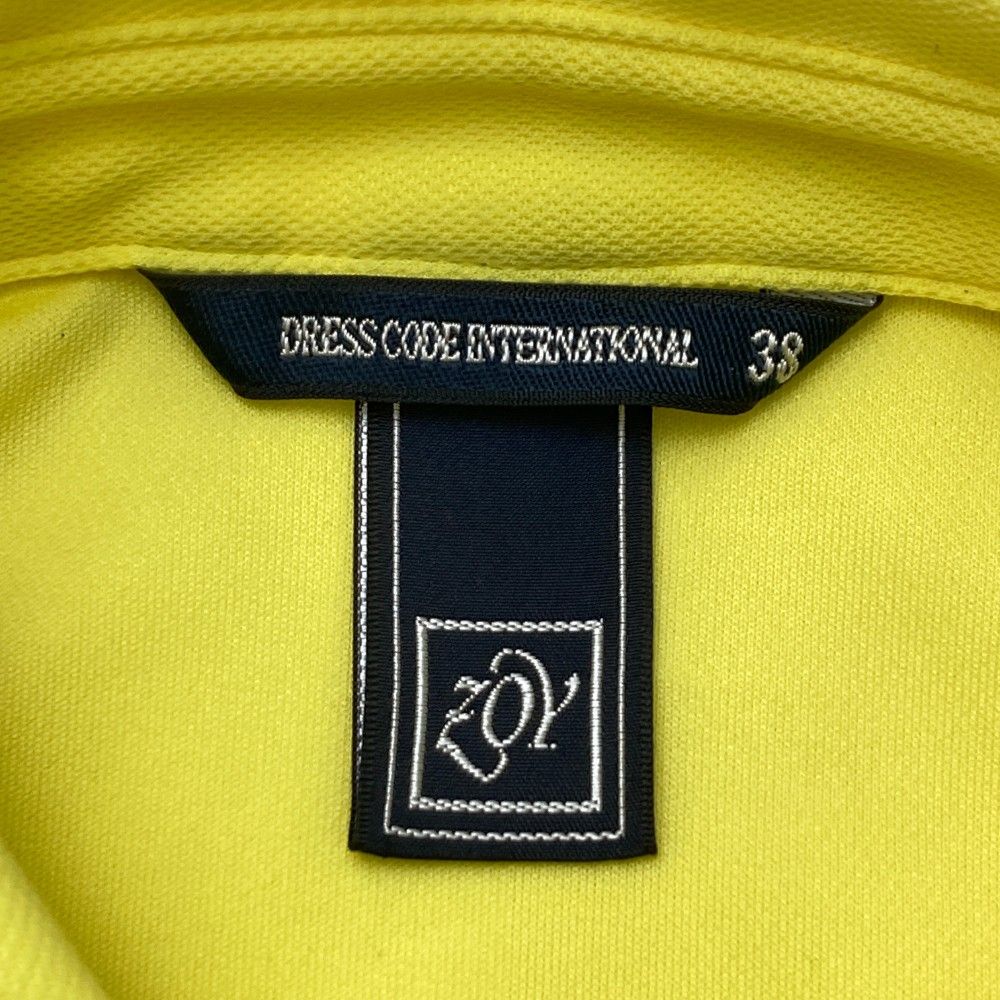 DRESS CODE INTERNATIONAL 38
ZOY